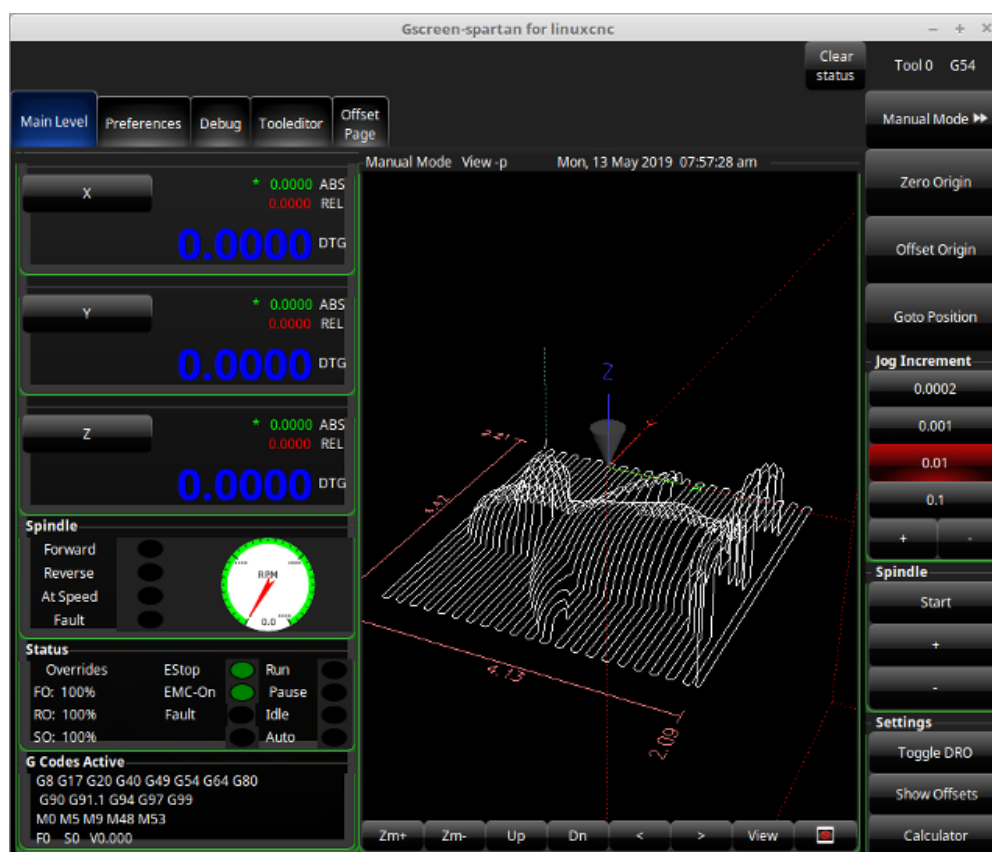 Gscreen-spartan for linuxcnc
Clear
status
Tool 0 G54
Main Level
Preferences
Debug
Tooleditor
Offset
Page
Manual Mode
Manual Mode View -p Mon, 13 May 2019 07:57:28 am
X
* 0.0000 ABS
0.0000 REL
0.0000 DTG
Y
* 0.0000 ABS
0.0000 REL
0.0000 DTG
Z
* 0.0000 ABS
0.0000 REL
0.0000 DTG
Spindle
Forward
Reverse
At Speed
Fault
RPM
0.0
Status
Overrides EStop Run
FO: 100% EMC-On Pause
RO: 100% Fault Idle
SO: 100% Auto
G Codes Active
G8 G17 G20 G40 G49 G54 G64 G80
G90 G91.1 G94 G97 G99
M0 M5 M9 M48 M53
F0 S0 V0.000
Z
4.13
2.09
Zm+ Zm- Up Dn < > View
Zero Origin
Offset Origin
Goto Position
Jog Increment
0.0002
0.001
0.01
0.1
+ -
Spindle
Start
+
-
Settings
Toggle DRO
Show Offsets
Calculator